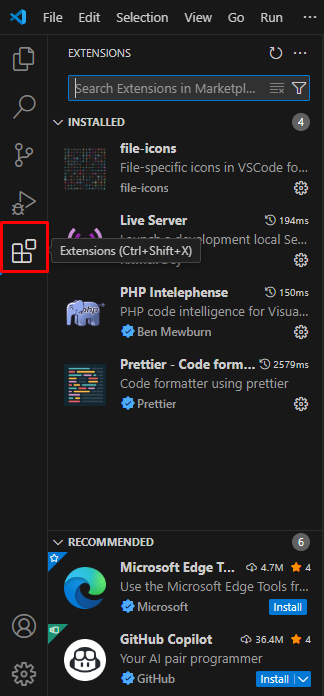 File Edit Selection View Go Run ...
EXTENSIONS
Search Extensions in Marketpl...
INSTALLED 4
file-icons
File-specific icons in VSCode fo...
file-icons
Live Server 194ms
local Se...
Extensions (Ctrl+Shift+X)
PHP Intelephense 150ms
php
PHP code intelligence for Visua...
Ben Mewburn
Prettier - Code form... 2579ms
Code formatter using prettier
Prettier
RECOMMENDED 6
Microsoft Edge T... 4.7M 4
Use the Microsoft Edge Tools fr...
Microsoft Install
GitHub Copilot 36.4M 4
Your AI pair programmer
GitHub Install